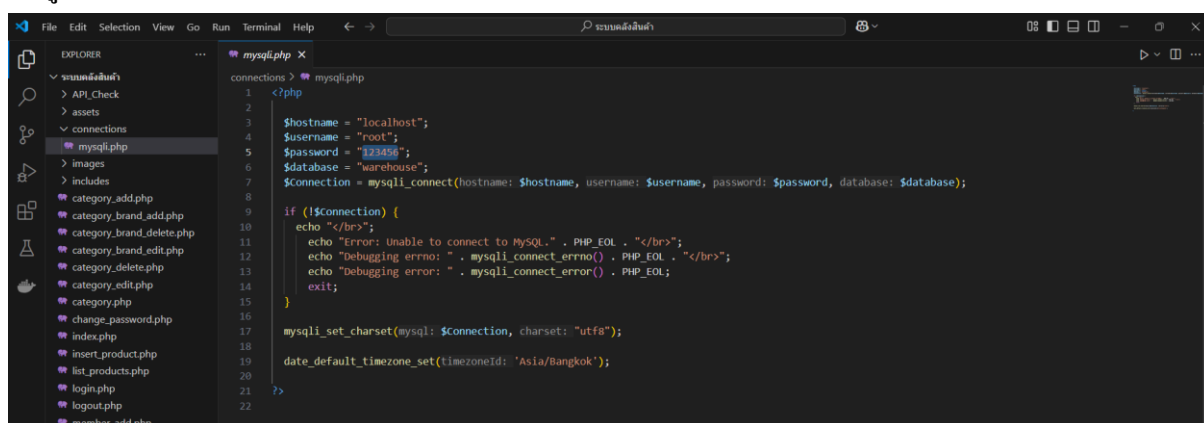 File Edit Selection View Go Run Terminal Help
ระบบคลังสินค้า
EXPLORER
ระบบคลังสินค้า
API_Check
assets
connections
mysqli.php
images
includes
category_add.php
category_brand_add.php
category_brand_delete.php
category_brand_edit.php
category_delete.php
category_edit.php
category.php
change_password.php
index.php
insert_product.php
list_products.php
login.php
logout.php
member_add.php
mysqli.php
connections > mysqli.php
1 <?php
2
3 $hostname = "localhost";
4 $username = "root";
5 $password = "123456";
6 $database = "warehouse";
7 $Connection = mysqli_connect(hostname: $hostname, username: $username, password: $password, database: $database);
8
9 if (!$Connection) {
10 echo "</br>";
11 echo "Error: Unable to connect to MySQL." . PHP_EOL . "</br>";
12 echo "Debugging errno: " . mysqli_connect_errno() . PHP_EOL . "</br>";
13 echo "Debugging error: " . mysqli_connect_error() . PHP_EOL;
14 exit;
15 }
16
17 mysqli_set_charset(mysql: $Connection, charset: "utf8");
18
19 date_default_timezone_set(timezoneId: 'Asia/Bangkok');
20
21 ?>
22